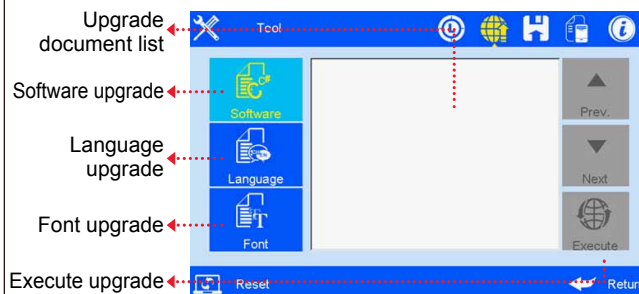 Upgrade
document list
Software upgrade
Language
upgrade
Font upgrade
Execute upgrade
Tool
Software
Language
Font
Prev.
Next
Execute
Reset
Retur